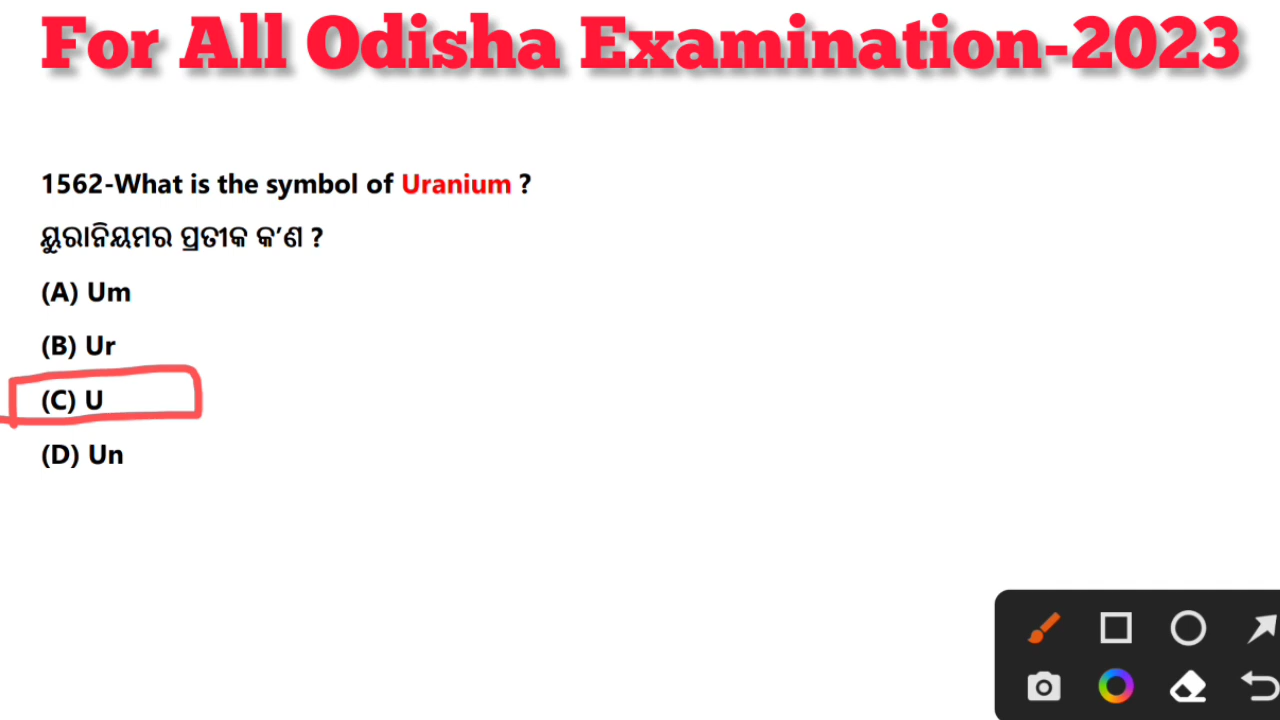 For All Odisha Examination-2023
1562-What is the symbol of Uranium ?
ୟୁରାନିୟମର ପ୍ରତୀକ କ'ଣ ?
(A) Um
(B) Ur
(C) U
(D) Un